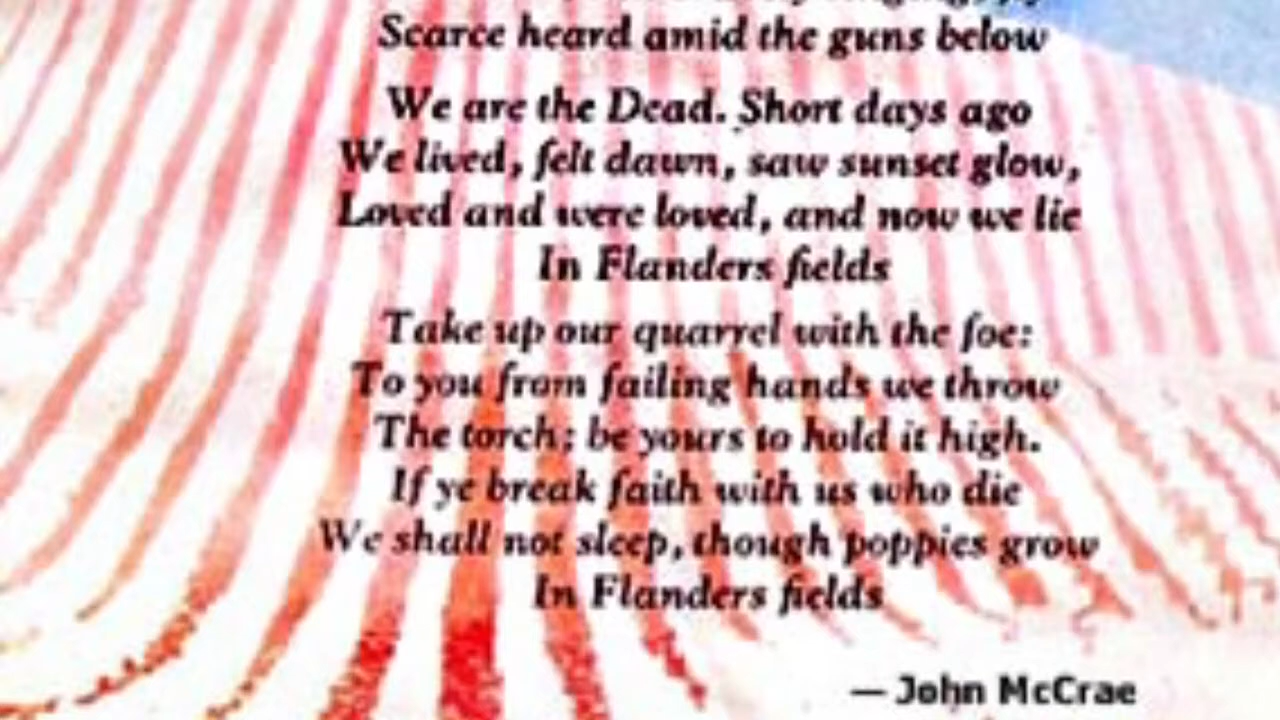 Scarce heard amid the guns below
We are the Dead. Short days ago
We lived, felt dawn, saw sunset glow,
Loved and were loved, and now we lie
In Flanders fields
Take up our quarrel with the foe:
To you from failing hands we throw
The torch; be yours to hold it high.
If ye break faith with us who die
We shall not sleep, though poppies grow
In Flanders fields
— John McCrae